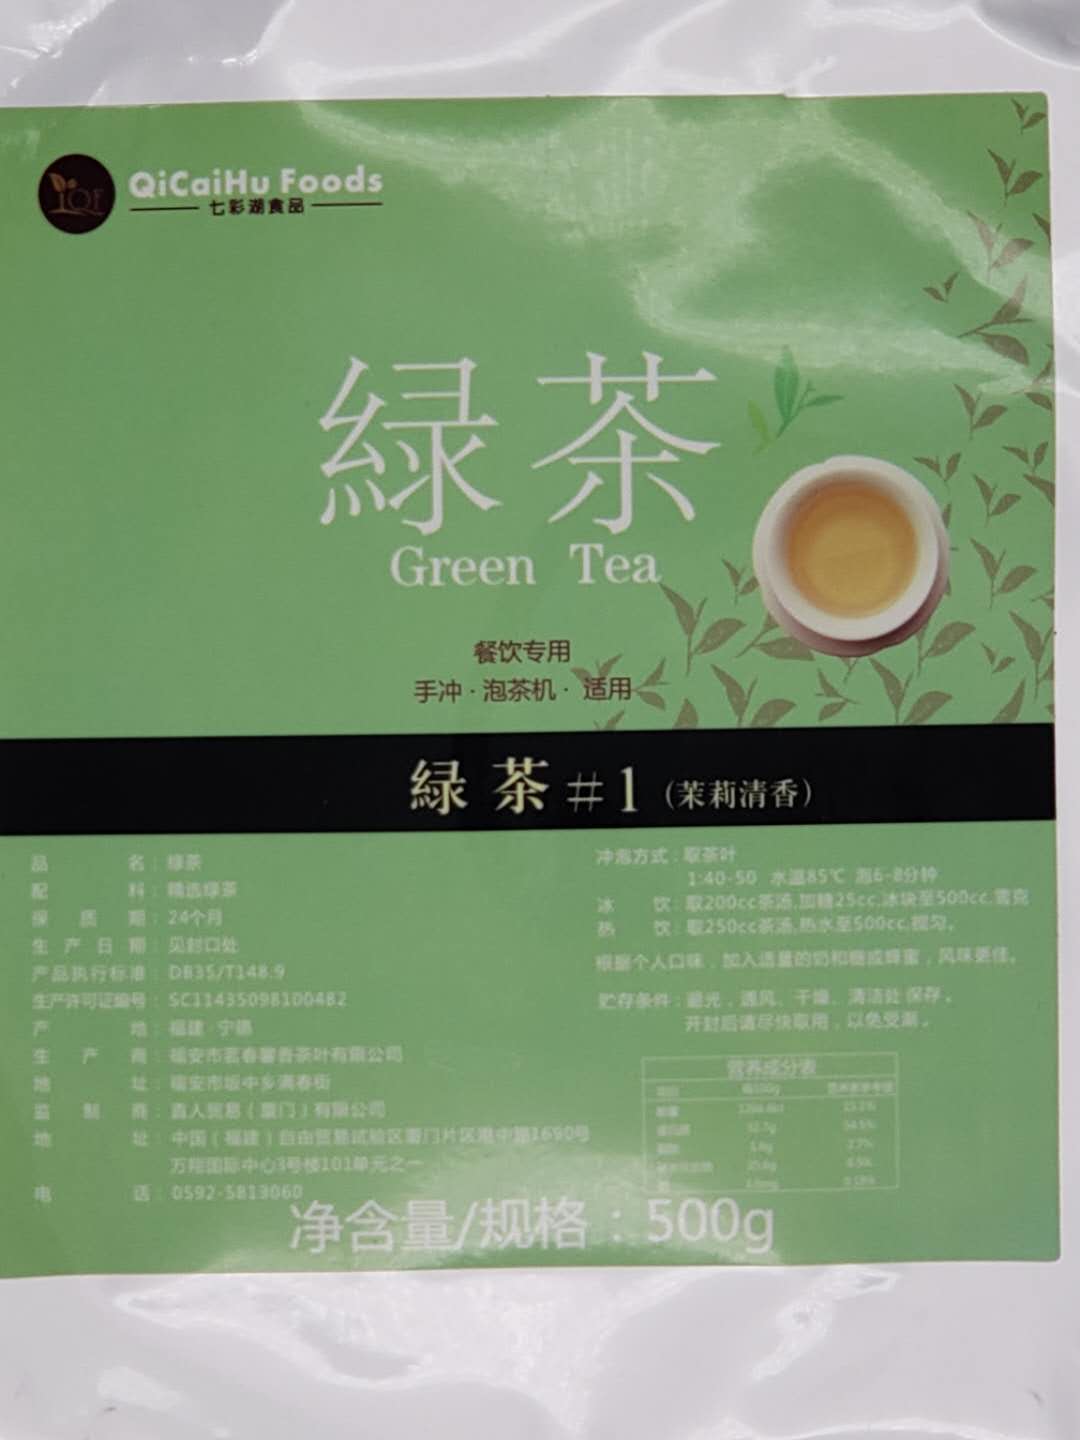 QiCaiHu Foods
七彩湖食品
緑茶
Green Tea
餐饮专用
手冲·泡茶机· 适用
緑茶#1(茉莉清香)
品名：绿茶
配料：精选绿茶
保质期：24个月
生产日期：见封口处
产品执行标准：DB35/T148.9
生产许可证编号：SC11435098100482
产地：福建·宁德
生产商：福安市茗春馨香茶叶有限公司
地址：福安市坂中乡满春街
监制商：直人贸易（厦门）有限公司
地址：中国（福建）自由贸易试验区厦门片区港中路1690号
万翔国际中心3号楼101单元之一
电话：0592-5813060
冲泡方式：取茶叶
1:40-50 水温85℃ 泡6-8分钟
冰饮：取200cc茶汤,加糖25cc,冰块至500cc,雪克
热饮：取250cc茶汤,热水至500cc,搅匀。
根据个人口味，加入适量的奶和糖或蜂蜜，风味更佳。
贮存条件：避光，通风、干燥、清洁处 保存。
开封后请尽快取用，以免受潮。
营养成分表
净含量/规格：500g